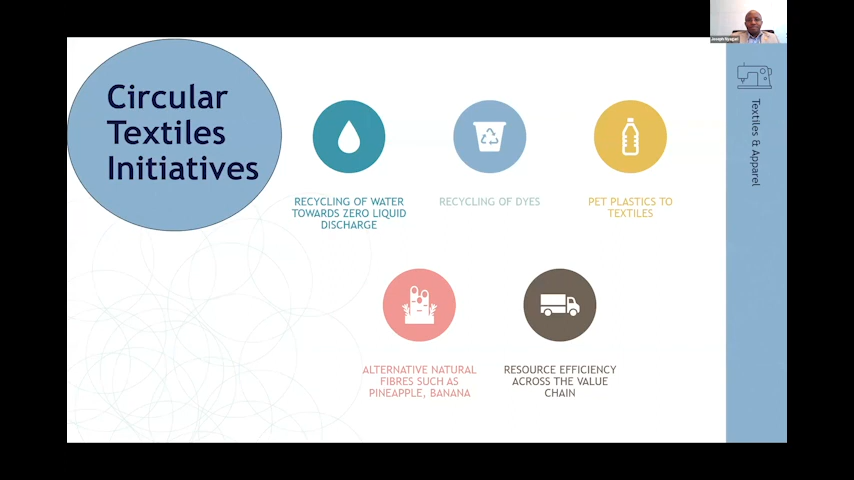 Circular
Textiles
Initiatives
RECYCLING OF WATER
TOWARDS ZERO LIQUID
DISCHARGE
RECYCLING OF DYES
PET PLASTICS TO
TEXTILES
ALTERNATIVE NATURAL
FIBRES SUCH AS
PINEAPPLE, BANANA
RESOURCE EFFICIENCY
ACROSS THE VALUE
CHAIN
Textiles & Apparel
Joseph